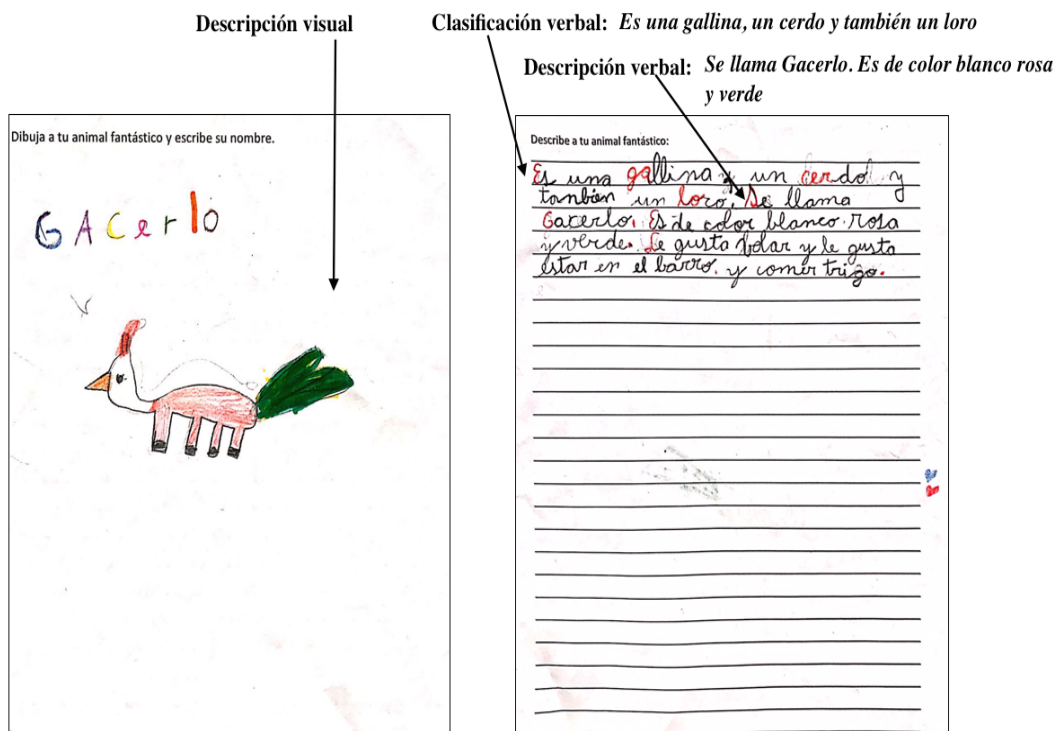 Descripción visual
Clasificación verbal: Es una gallina, un cerdo y también un loro
Descripción verbal: Se llama Gacerlo. Es de color blanco rosa
y verde
Dibuja a tu animal fantástico y escribe su nombre.
GACerlo
Describe a tu animal fantástico:
Es una gallina y un cerdo y
tanbien un loro. Se llama
Gacerlo. Es de color blanco. rosa
y verde. Le gusta bolar y le gusta
estar en el barro. y comer trigo.